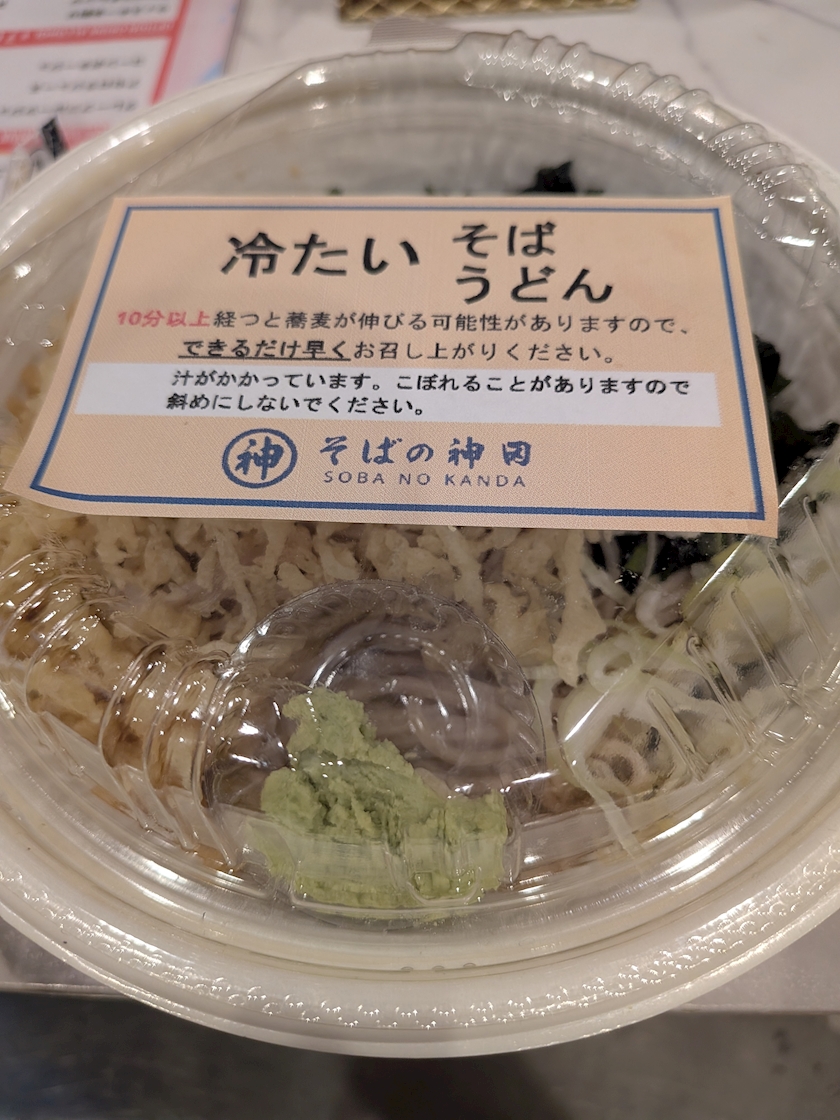 冷たい そば
うどん
10分以上経つと蕎麦が伸びる可能性がありますので、
できるだけ早くお召し上がりください。
汁がかかっています。こぼれることがありますので
斜めにしないでください。
神 そばの神田
SOBA NO KANDA